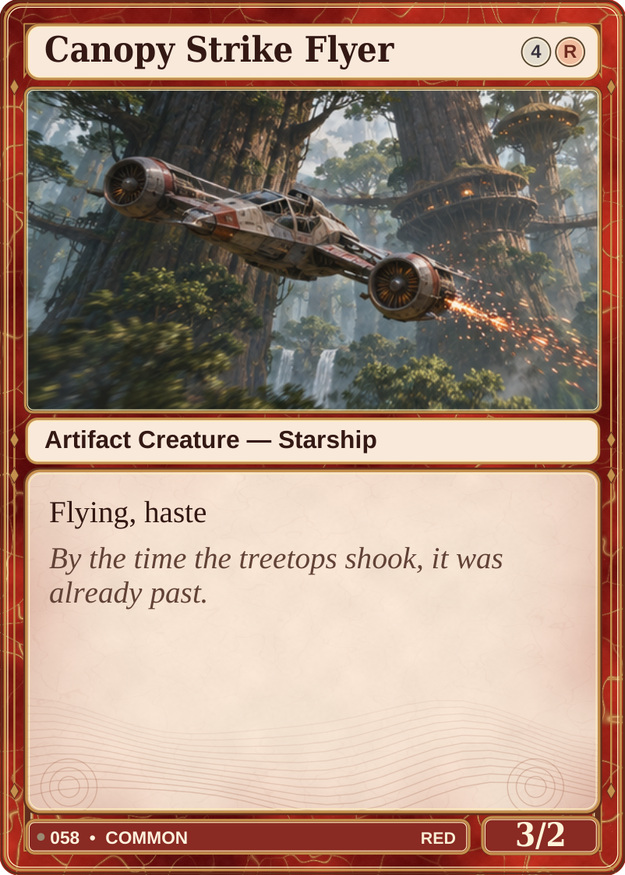 Canopy Strike Flyer 4 R
Artifact Creature — Starship
Flying, haste
By the time the treetops shook, it was
already past.
058 • COMMON RED 3/2